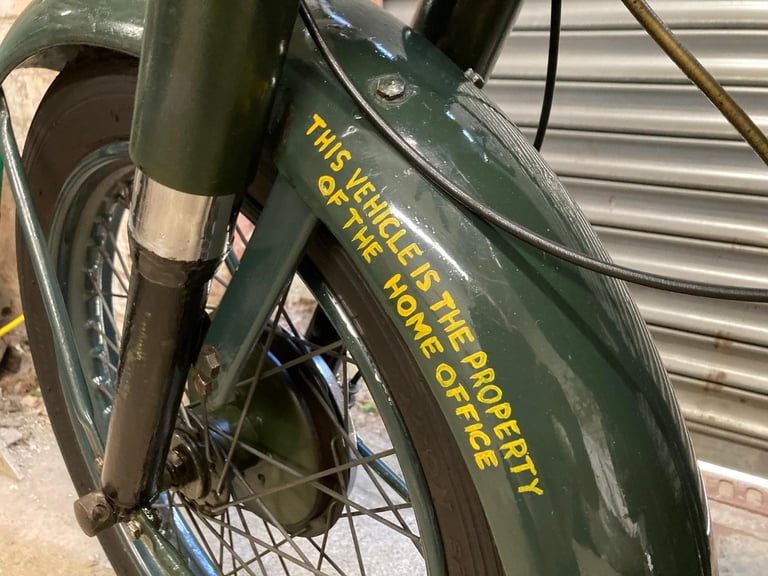 THIS VEHICLE IS THE PROPERTY
OF THE HOME OFFICE